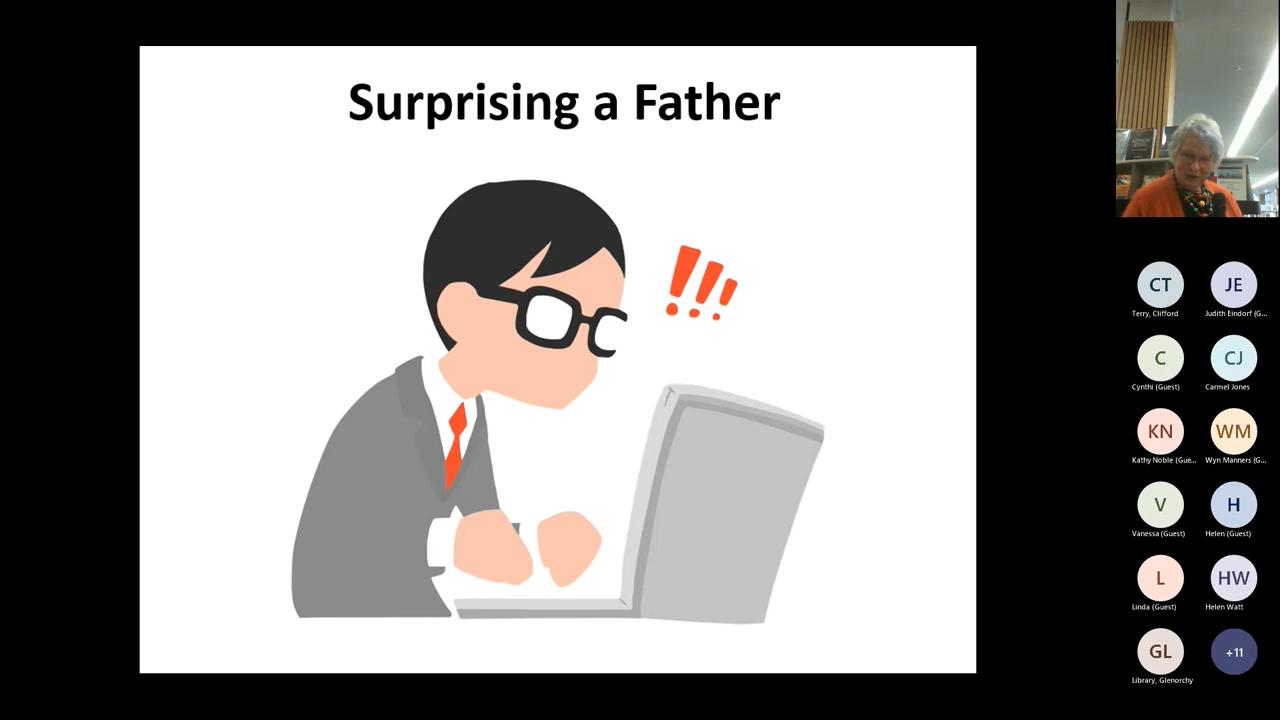 Surprising a Father
!!!
CT
JE
Terry, Clifford
Judith Eindorf (G...
C
CJ
Cynthi (Guest)
Carmel Jones
KN
WM
Kathy Noble (Gue...
Wyn Manners (G...
V
H
Vanessa (Guest)
Helen (Guest)
L
HW
Linda (Guest)
Helen Watt
GL
+11
Library, Glenorchy